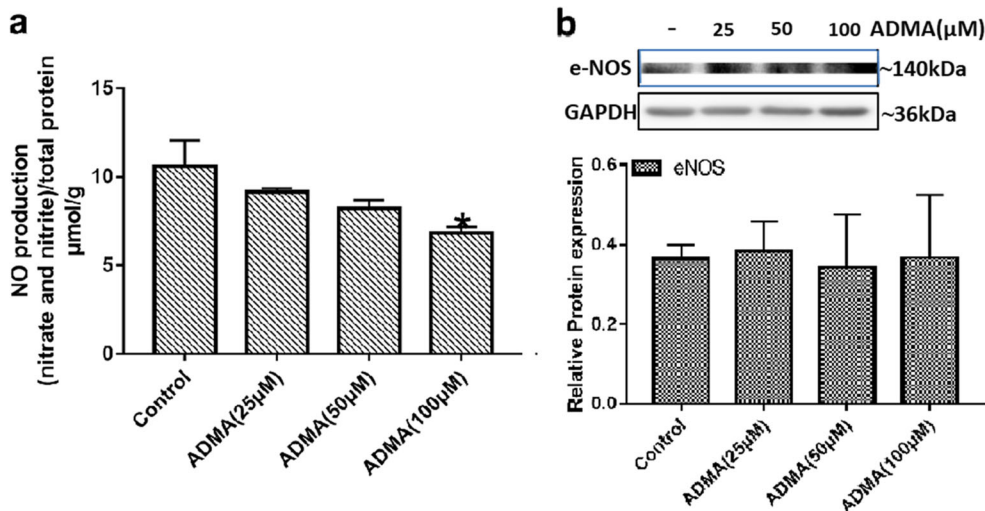 a
NO production
(nitrate and nitrite)/total protein
µmol/g
15
10
5
0
*
Control
ADMA(25µM)
ADMA(50µM)
ADMA(100µM)
b
- 25 50 100 ADMA(µM)
e-NOS ~140kDa
GAPDH ~36kDa
Relative Protein expression
0.6
0.4
0.2
0.0
eNOS
Control
ADMA(25µM)
ADMA(50µM)
ADMA(100µM)